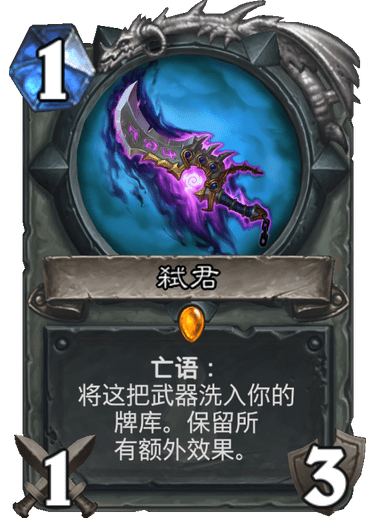 1
弑君
亡语：
将这把武器洗入你的
牌库。保留所
有额外效果。
1
3